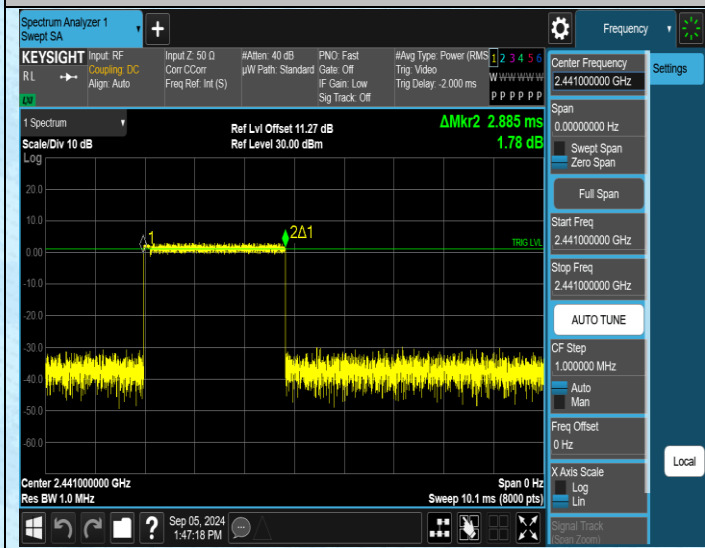 Spectrum Analyzer 1
Swept SA
+
Frequency
KEYSIGHT
RL
LXI
Input: RF
Coupling: DC
Align: Auto
Input Z: 50 Ω
Corr CCorr
Freq Ref: Int (S)
#Atten: 40 dB
µW Path: Standard
PNO: Fast
Gate: Off
IF Gain: Low
Sig Track: Off
#Avg Type: Power (RMS
Trig: Video
Trig Delay: -2.000 ms
1 2 3 4 5 6
W W W W W W
P P P P P P
1 Spectrum
Scale/Div 10 dB
Log
Ref Lvl Offset 11.27 dB
Ref Level 30.00 dBm
ΔMkr2 2.885 ms
1.78 dB
20.0
10.0
0.00
-10.0
-20.0
-30.0
-40.0
-50.0
-60.0
1
2Δ1
TRIG LVL
Center 2.441000000 GHz
Res BW 1.0 MHz
Span 0 Hz
Sweep 10.1 ms (8000 pts)
?
Sep 05, 2024
1:47:18 PM
Center Frequency
2.441000000 GHz
Span
0.00000000 Hz
Swept Span
Zero Span
Full Span
Start Freq
2.441000000 GHz
Stop Freq
2.441000000 GHz
AUTO TUNE
CF Step
1.000000 MHz
Auto
Man
Freq Offset
0 Hz
X Axis Scale
Log
Lin
Signal Track
(Span Zoom)
Settings
Local